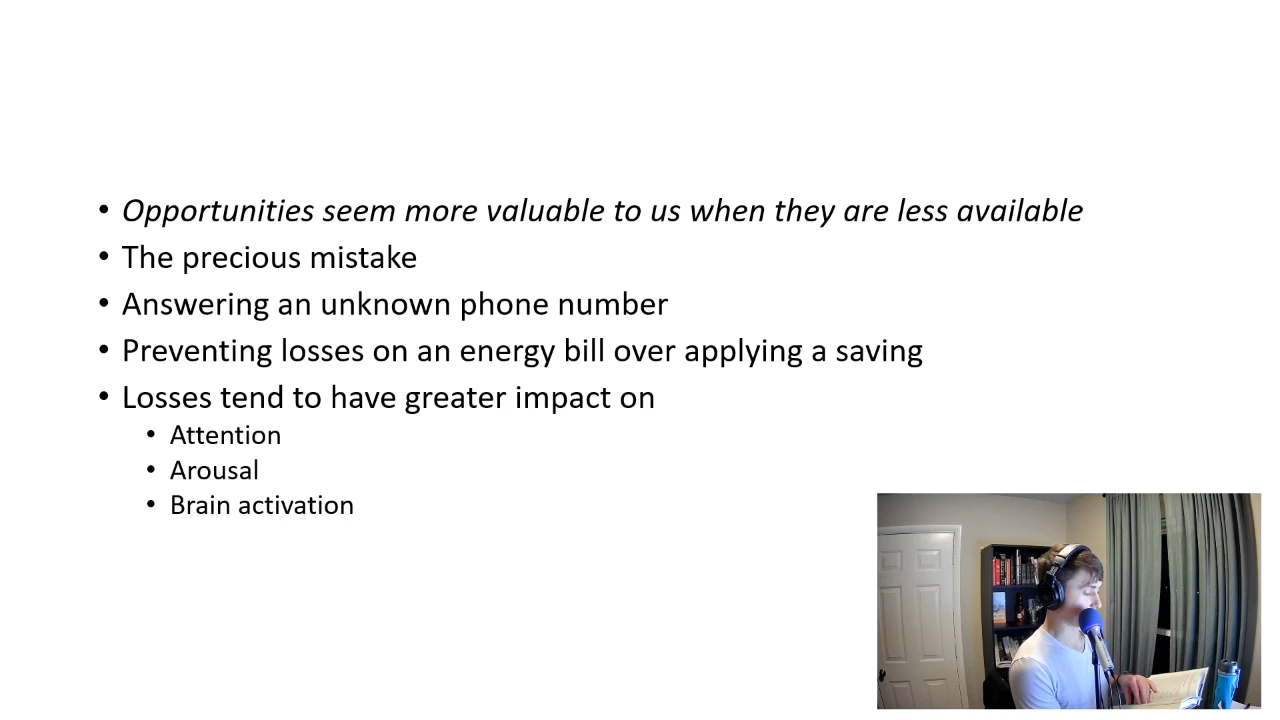 • Opportunities seem more valuable to us when they are less available
• The precious mistake
• Answering an unknown phone number
• Preventing losses on an energy bill over applying a saving
• Losses tend to have greater impact on
• Attention
• Arousal
• Brain activation